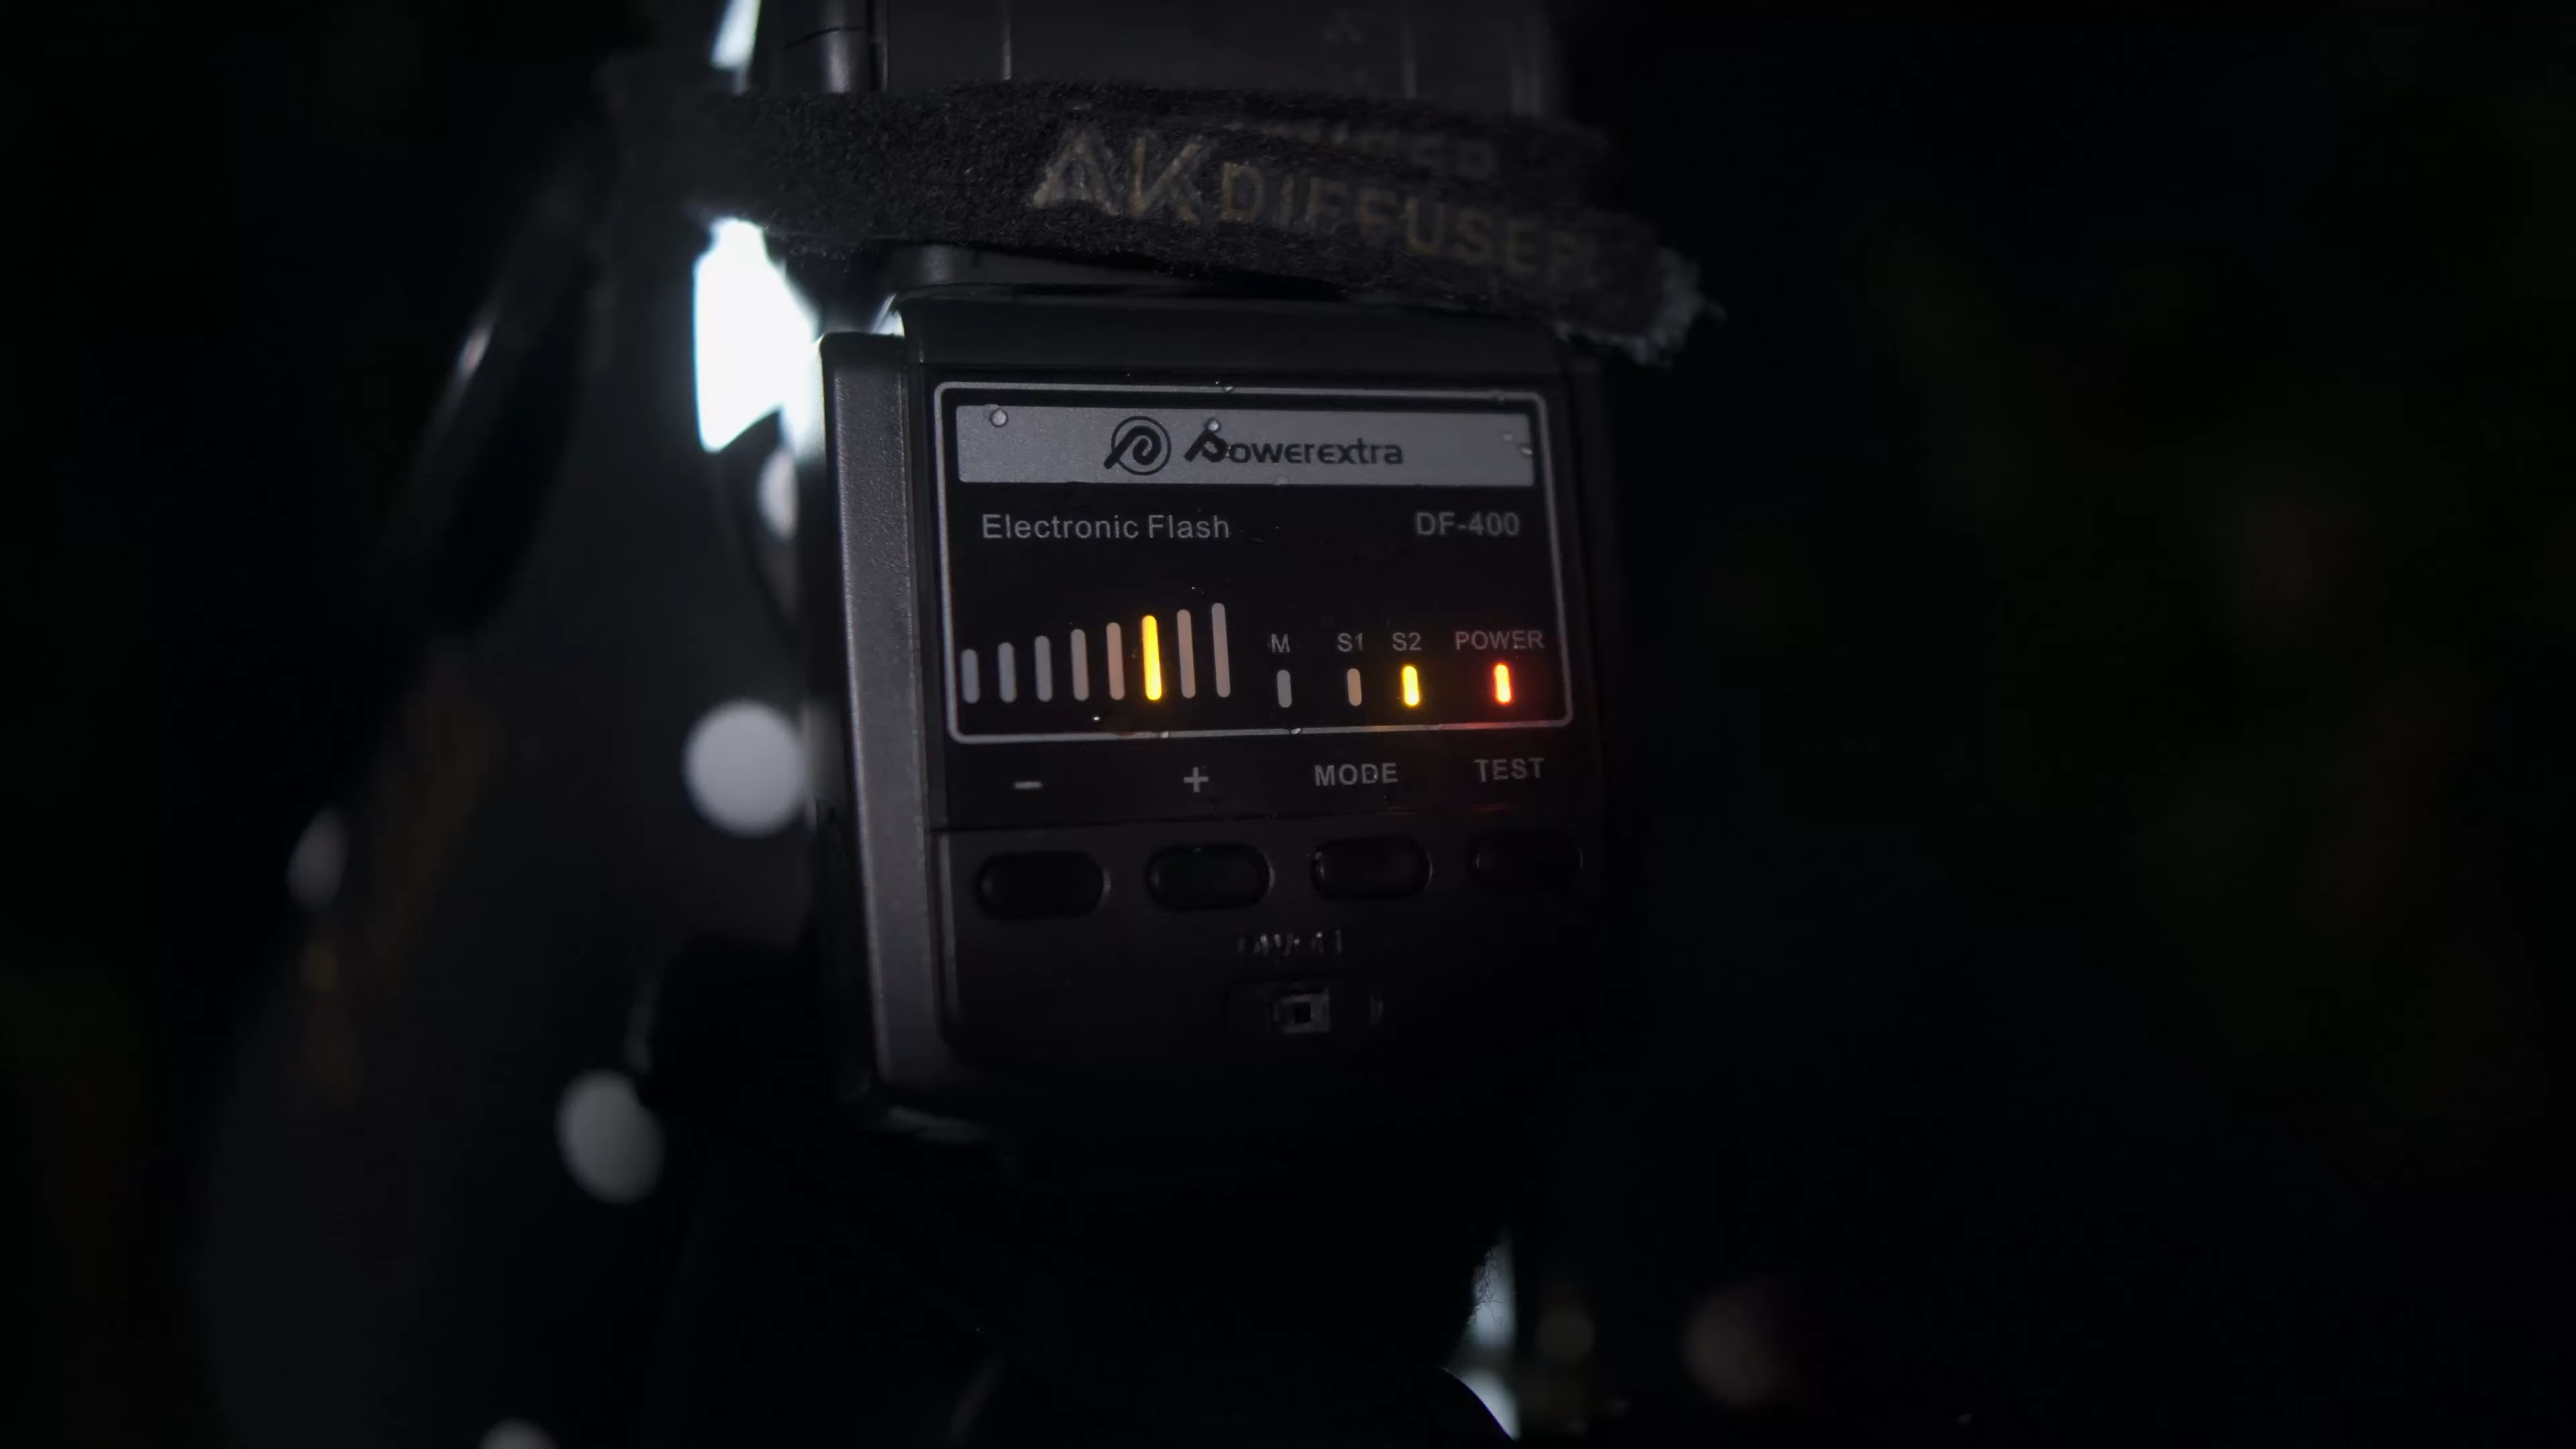 AK DIFFUSER
Powerextra
Electronic Flash DF-400
M S1 S2 POWER
- + MODE TEST